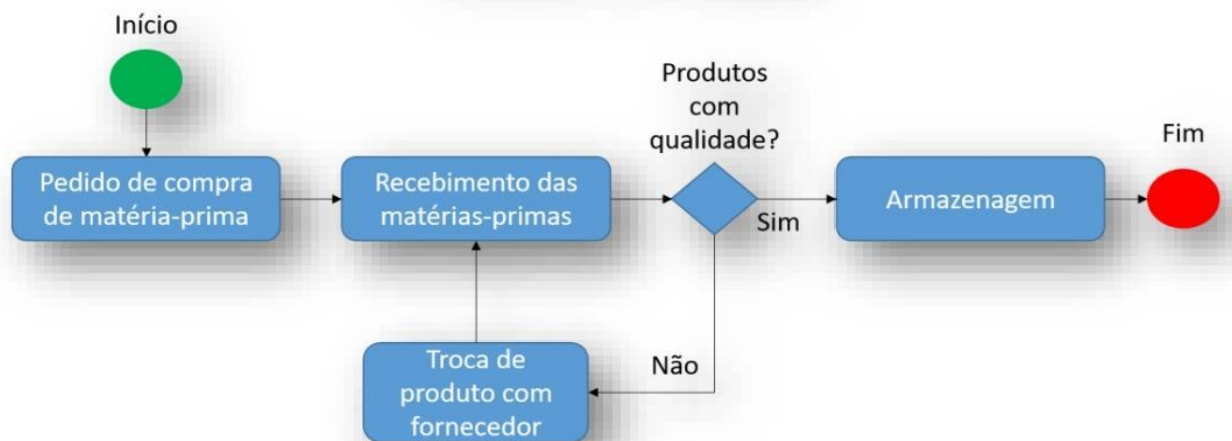 Início
Pedido de compra
de matéria-prima
Recebimento das
matérias-primas
Produtos
com
qualidade?
Sim
Armazenagem
Fim
Não
Troca de
produto com
fornecedor